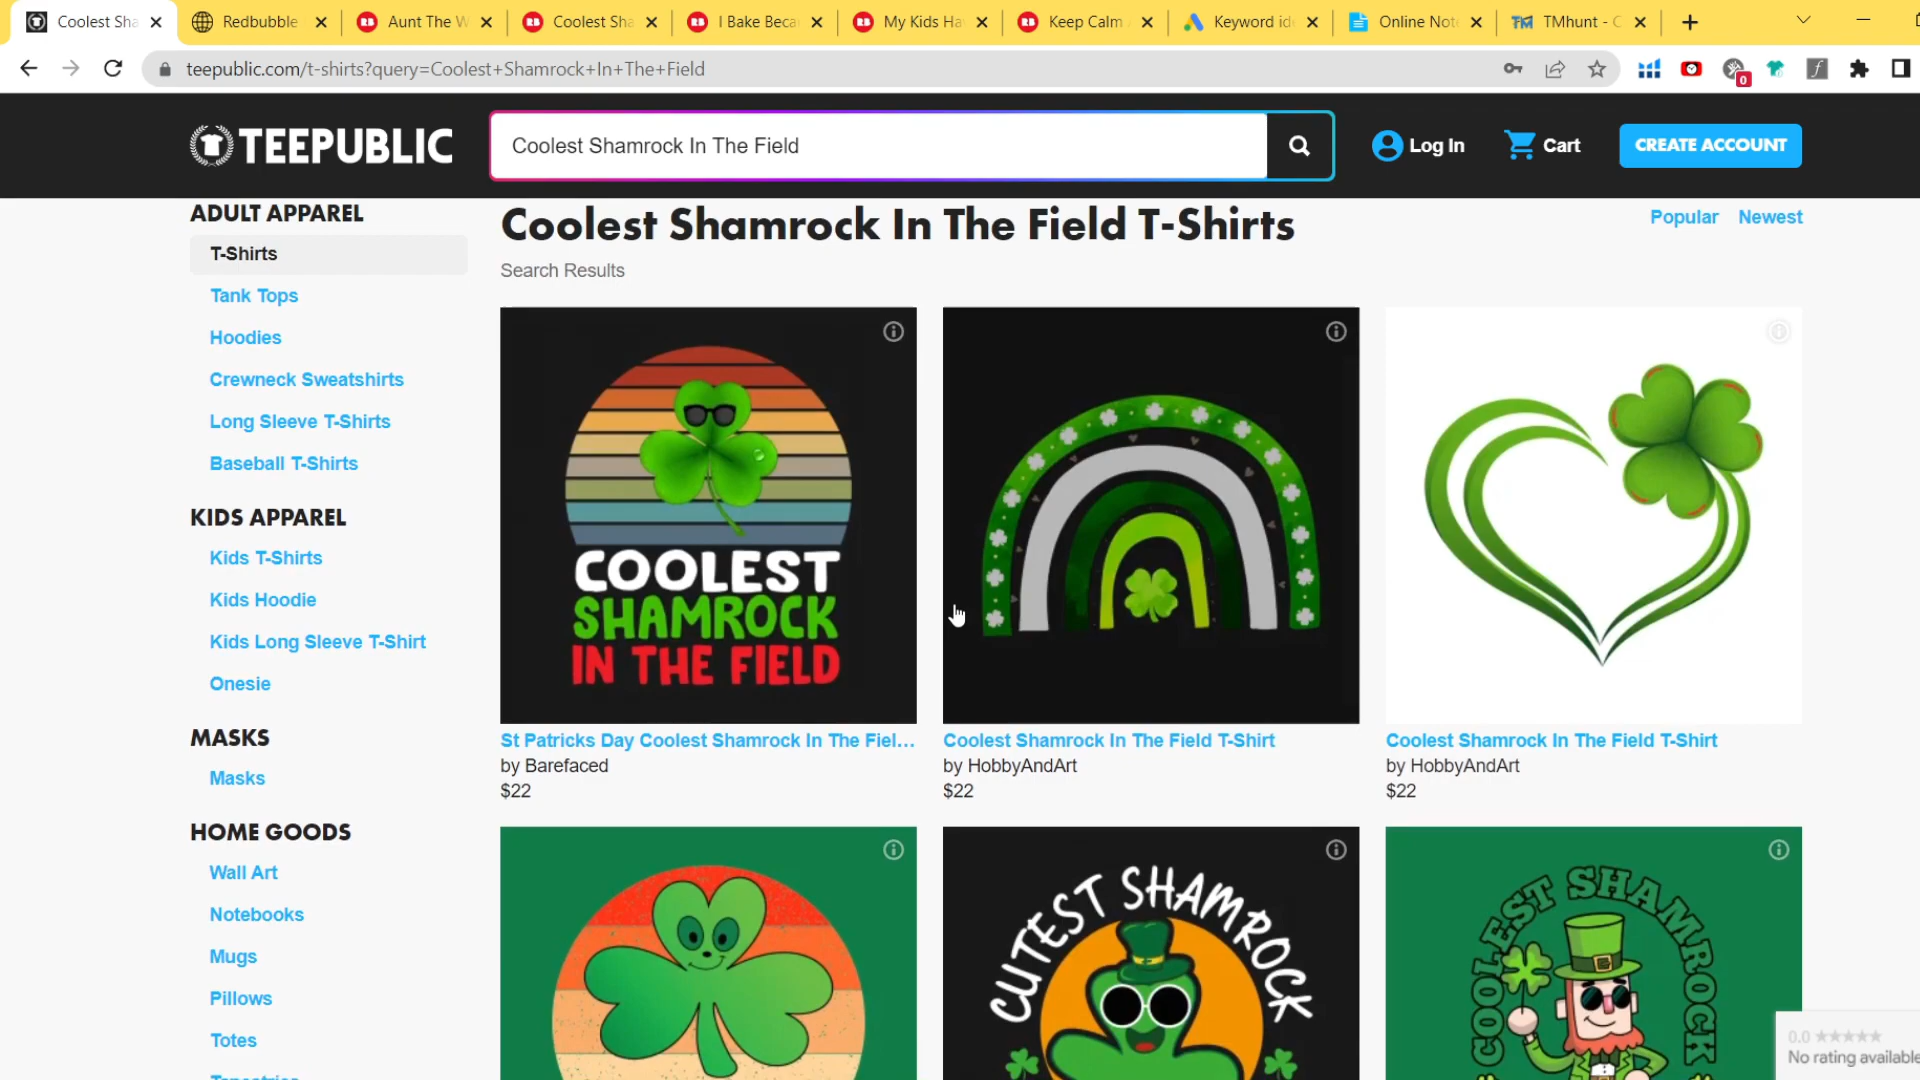 Coolest Sha
Redbubble
Aunt The W
Coolest Sha
I Bake Beca
My Kids Ha
Keep Calm
Keyword id
Online Not
TMhunt - C
teepublic.com/t-shirts?query=Coolest+Shamrock+In+The+Field
0
TEEPUBLIC
Coolest Shamrock In The Field
Log In
Cart
CREATE ACCOUNT
ADULT APPAREL
T-Shirts
Tank Tops
Hoodies
Crewneck Sweatshirts
Long Sleeve T-Shirts
Baseball T-Shirts
KIDS APPAREL
Kids T-Shirts
Kids Hoodie
Kids Long Sleeve T-Shirt
Onesie
MASKS
Masks
HOME GOODS
Wall Art
Notebooks
Mugs
Pillows
Totes
Coolest Shamrock In The Field T-Shirts
Popular Newest
Search Results
COOLEST
SHAMROCK
IN THE FIELD
St Patricks Day Coolest Shamrock In The Fiel...
by Barefaced
$22
Coolest Shamrock In The Field T-Shirt
by HobbyAndArt
$22
Coolest Shamrock In The Field T-Shirt
by HobbyAndArt
$22
CUTEST SHAMROCK
COOLEST SHAMROCK
0.0 ★★★★★
No rating available